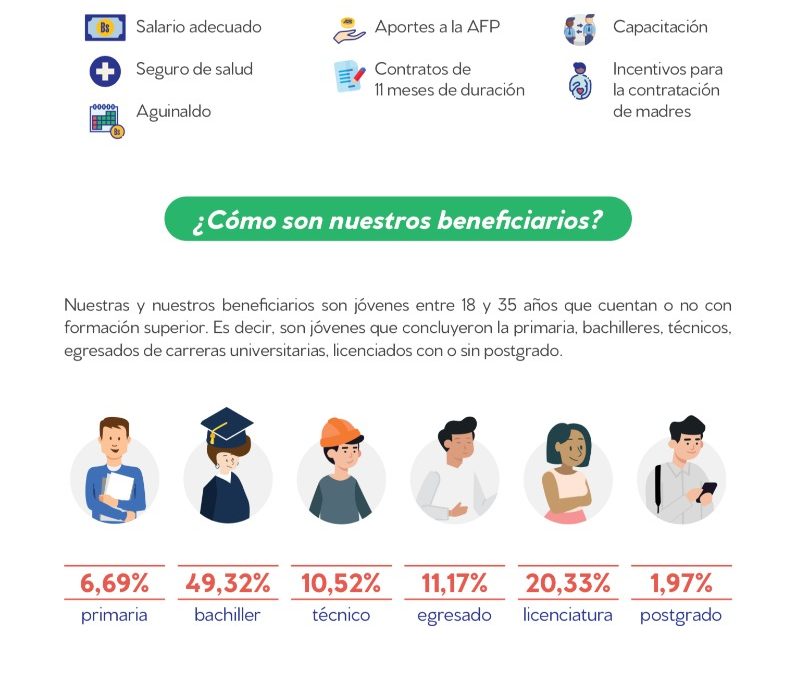 Bs
Salario adecuado
Aportes a la AFP
Capacitación
Seguro de salud
Contratos de
11 meses de duración
Incentivos para
la contratación
de madres
Aguinaldo
Bs
¿Cómo son nuestros beneficiarios?
Nuestras y nuestros beneficiarios son jóvenes entre 18 y 35 años que cuentan o no con
formación superior. Es decir, son jóvenes que concluyeron la primaria, bachilleres, técnicos,
egresados de carreras universitarias, licenciados con o sin postgrado.
6,69% 49,32% 10,52% 11,17% 20,33% 1,97%
primaria bachiller técnico egresado licenciatura postgrado